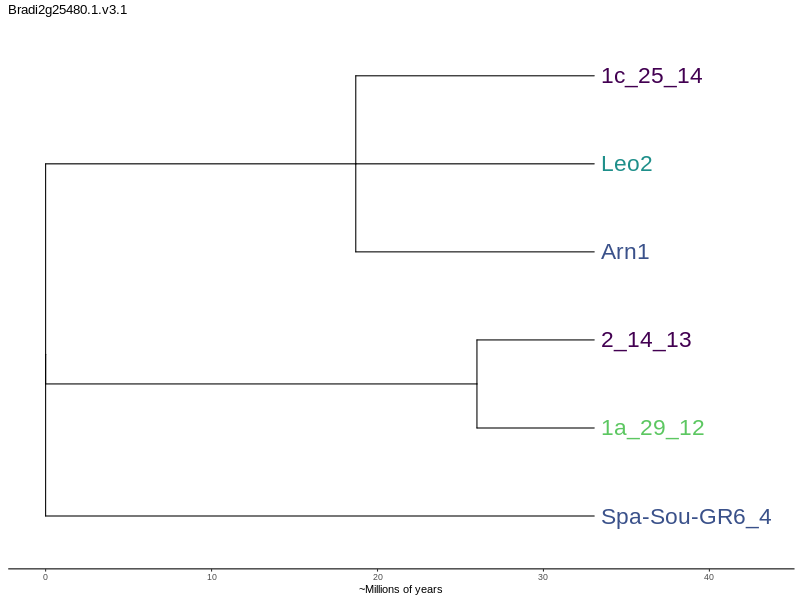 Bradi2g25480.1.v3.1
1c_25_14
Leo2
Arn1
2_14_13
1a_29_12
Spa-Sou-GR6_4
0 10 20 30 40
~Millions of years